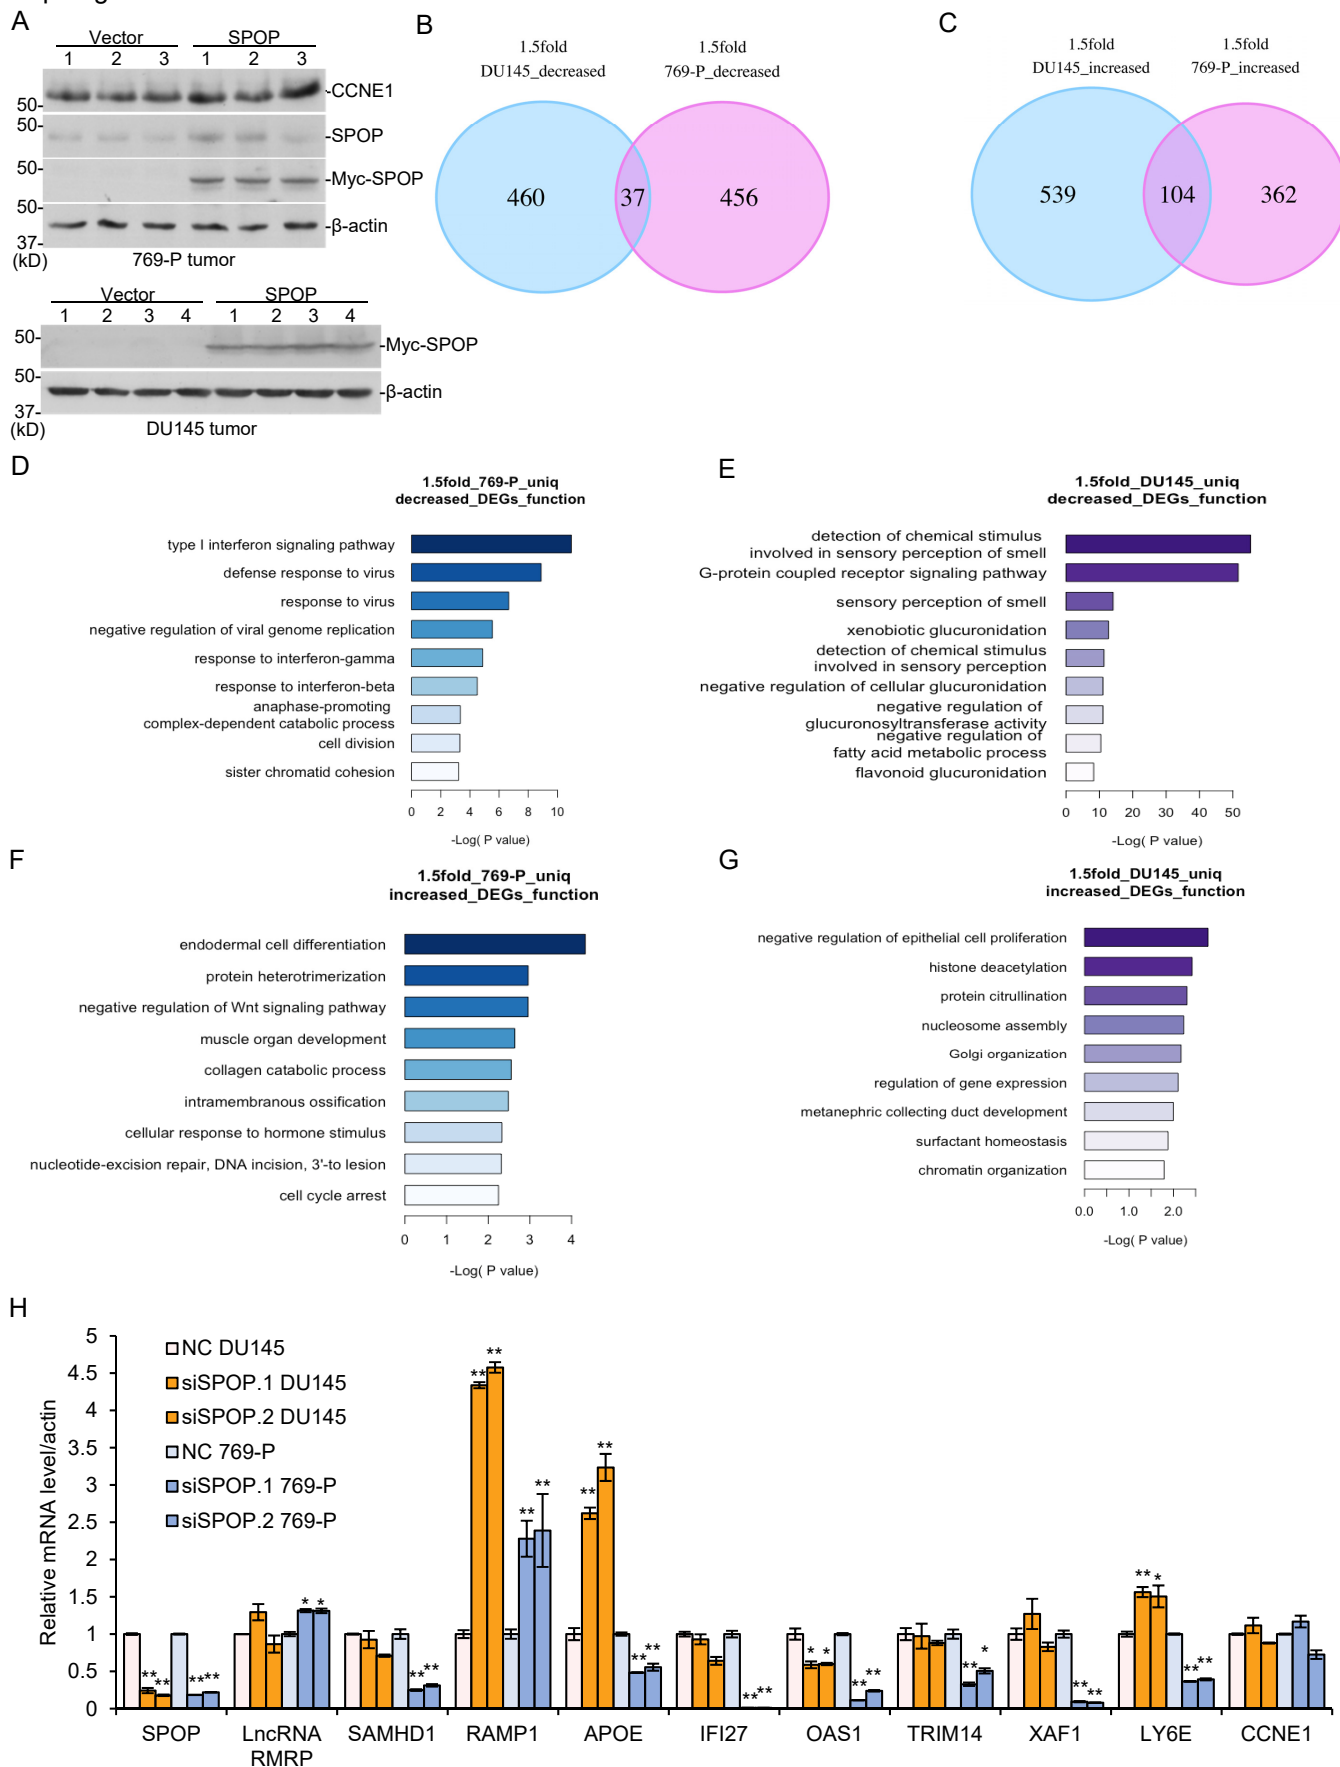 A
Vector SPOP
1 2 3 1 2 3
CCNE1
50-
50-
SPOP
50-
Myc-SPOP
50-
β-actin
37-
(kD)
769-P tumor
Vector SPOP
1 2 3 4 1 2 3 4
50-
Myc-SPOP
50-
β-actin
37-
(kD)
DU145 tumor
B
1.5fold
DU145_decreased
1.5fold
769-P_decreased
460 37 456
C
1.5fold
DU145_increased
1.5fold
769-P_increased
539 104 362
D
1.5fold_769-P_uniq
decreased_DEGs_function
type I interferon signaling pathway
defense response to virus
response to virus
negative regulation of viral genome replication
response to interferon-gamma
response to interferon-beta
anaphase-promoting
complex-dependent catabolic process
cell division
sister chromatid cohesion
0 2 4 6 8 10
-Log( P value)
E
1.5fold_DU145_uniq
decreased_DEGs_function
detection of chemical stimulus
involved in sensory perception of smell
G-protein coupled receptor signaling pathway
sensory perception of smell
xenobiotic glucuronidation
detection of chemical stimulus
involved in sensory perception
negative regulation of cellular glucuronidation
negative regulation of
glucuronosyltransferase activity
negative regulation of
fatty acid metabolic process
flavonoid glucuronidation
0 10 20 30 40 50
-Log( P value)
F
1.5fold_769-P_uniq
increased_DEGs_function
endodermal cell differentiation
protein heterotrimerization
negative regulation of Wnt signaling pathway
muscle organ development
collagen catabolic process
intramembranous ossification
cellular response to hormone stimulus
nucleotide-excision repair, DNA incision, 3'-to lesion
cell cycle arrest
0 1 2 3 4
-Log( P value)
G
1.5fold_DU145_uniq
increased_DEGs_function
negative regulation of epithelial cell proliferation
histone deacetylation
protein citrullination
nucleosome assembly
Golgi organization
regulation of gene expression
metanephric collecting duct development
surfactant homeostasis
chromatin organization
0.0 1.0 2.0
-Log( P value)
H
Relative mRNA level/actin
5
4.5
4
3.5
3
2.5
2
1.5
1
0.5
0
NC DU145
siSPOP.1 DU145
siSPOP.2 DU145
NC 769-P
siSPOP.1 769-P
siSPOP.2 769-P
** ** ** ** * * ** ** ** ** ** ** ** ** ** ** ** ** * * ** ** ** * ** ** ** * ** **
SPOP LncRNA SAMHD1 RAMP1 APOE IFI27 OAS1 TRIM14 XAF1 LY6E CCNE1
RMRP